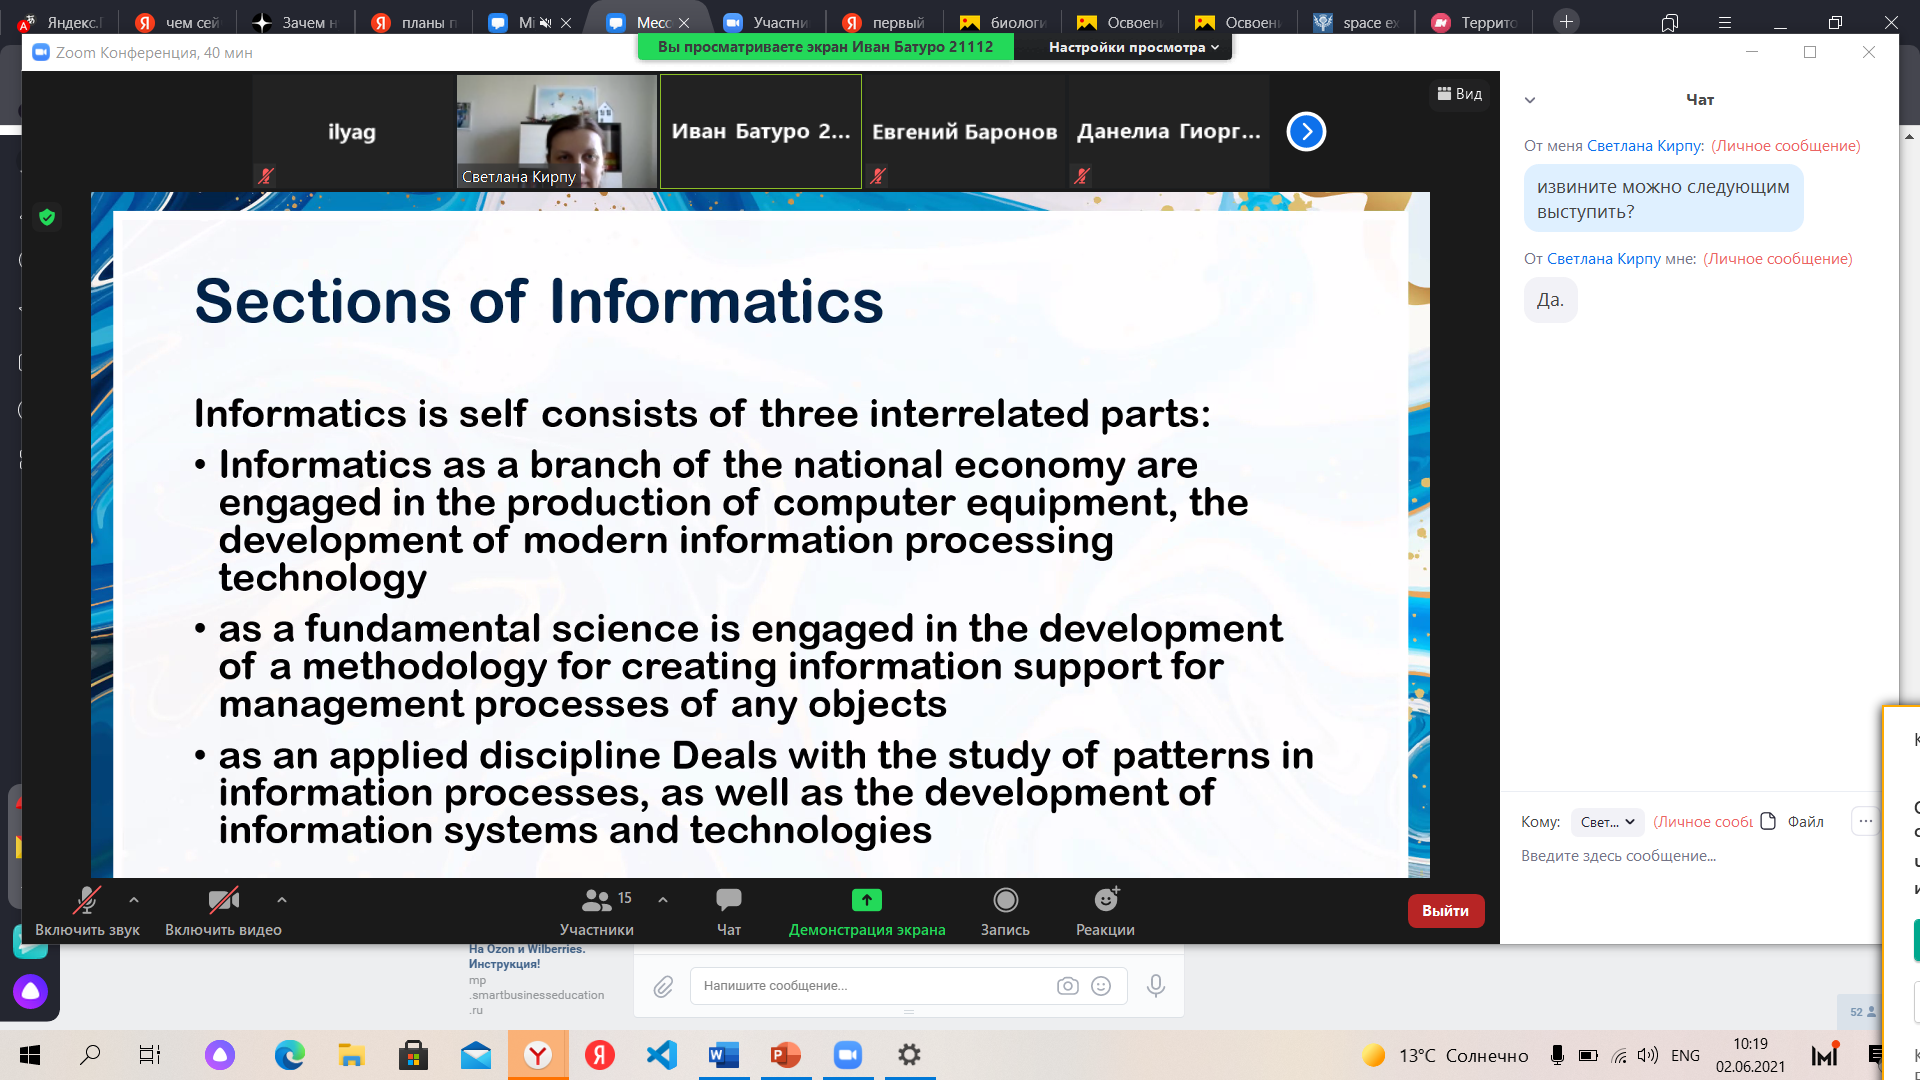 Яндекс.
чем сей
Зачем н
планы п
Mi
Месс
Участни
первый
биологи
Освоени
Освоени
space ex
Террито
Zoom Конференция, 40 мин
Вы просматриваете экран Иван Батуро 21112
Настройки просмотра
ilyag
Светлана Кирпу
Иван Батуро 2...
Евгений Баронов
Данелиа Гиорг...
Вид
Sections of Informatics
Informatics is self consists of three interrelated parts:
• Informatics as a branch of the national economy are
engaged in the production of computer equipment, the
development of modern information processing
technology
• as a fundamental science is engaged in the development
of a methodology for creating information support for
management processes of any objects
• as an applied discipline Deals with the study of patterns in
information processes, as well as the development of
information systems and technologies
Чат
От меня Светлана Кирпу: (Личное сообщение)
извините можно следующим
выступить?
От Светлана Кирпу мне: (Личное сообщение)
Да.
Кому: Свет... (Личное сообщ Файл ...
Введите здесь сообщение...
Включить звук
Включить видео
15
Участники
Чат
Демонстрация экрана
Запись
Реакции
Выйти
На Ozon и Wilberries.
Инструкция!
mp
.smartbusinesseducation
.ru
Напишите сообщение...
52
13°C Солнечно
ENG
10:19
02.06.2021